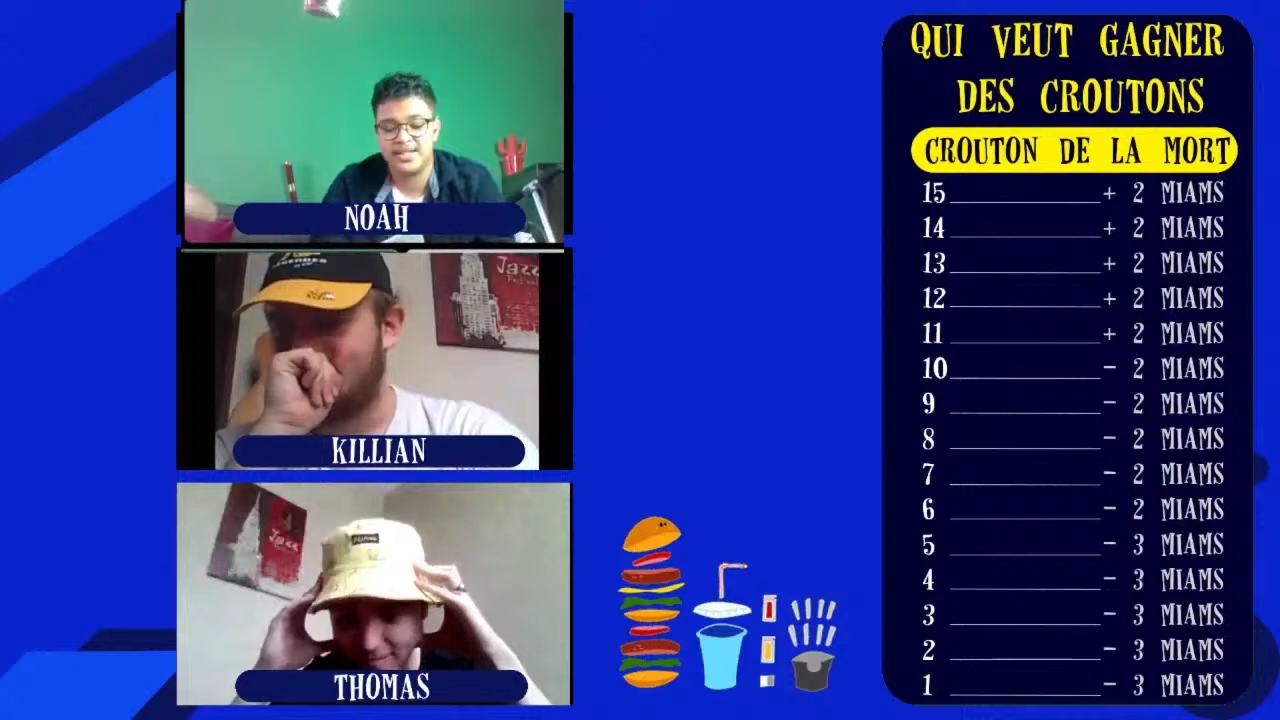 QUI VEUT GAGNER
DES CROUTONS
CROUTON DE LA MORT
15 + 2 MIAMS
14 + 2 MIAMS
13 + 2 MIAMS
12 + 2 MIAMS
11 + 2 MIAMS
10 - 2 MIAMS
9 - 2 MIAMS
8 - 2 MIAMS
7 - 2 MIAMS
6 - 2 MIAMS
5 - 3 MIAMS
4 - 3 MIAMS
3 - 3 MIAMS
2 - 3 MIAMS
1 - 3 MIAMS
NOAH
Jazz
KILLIAN
Jazz
THOMAS